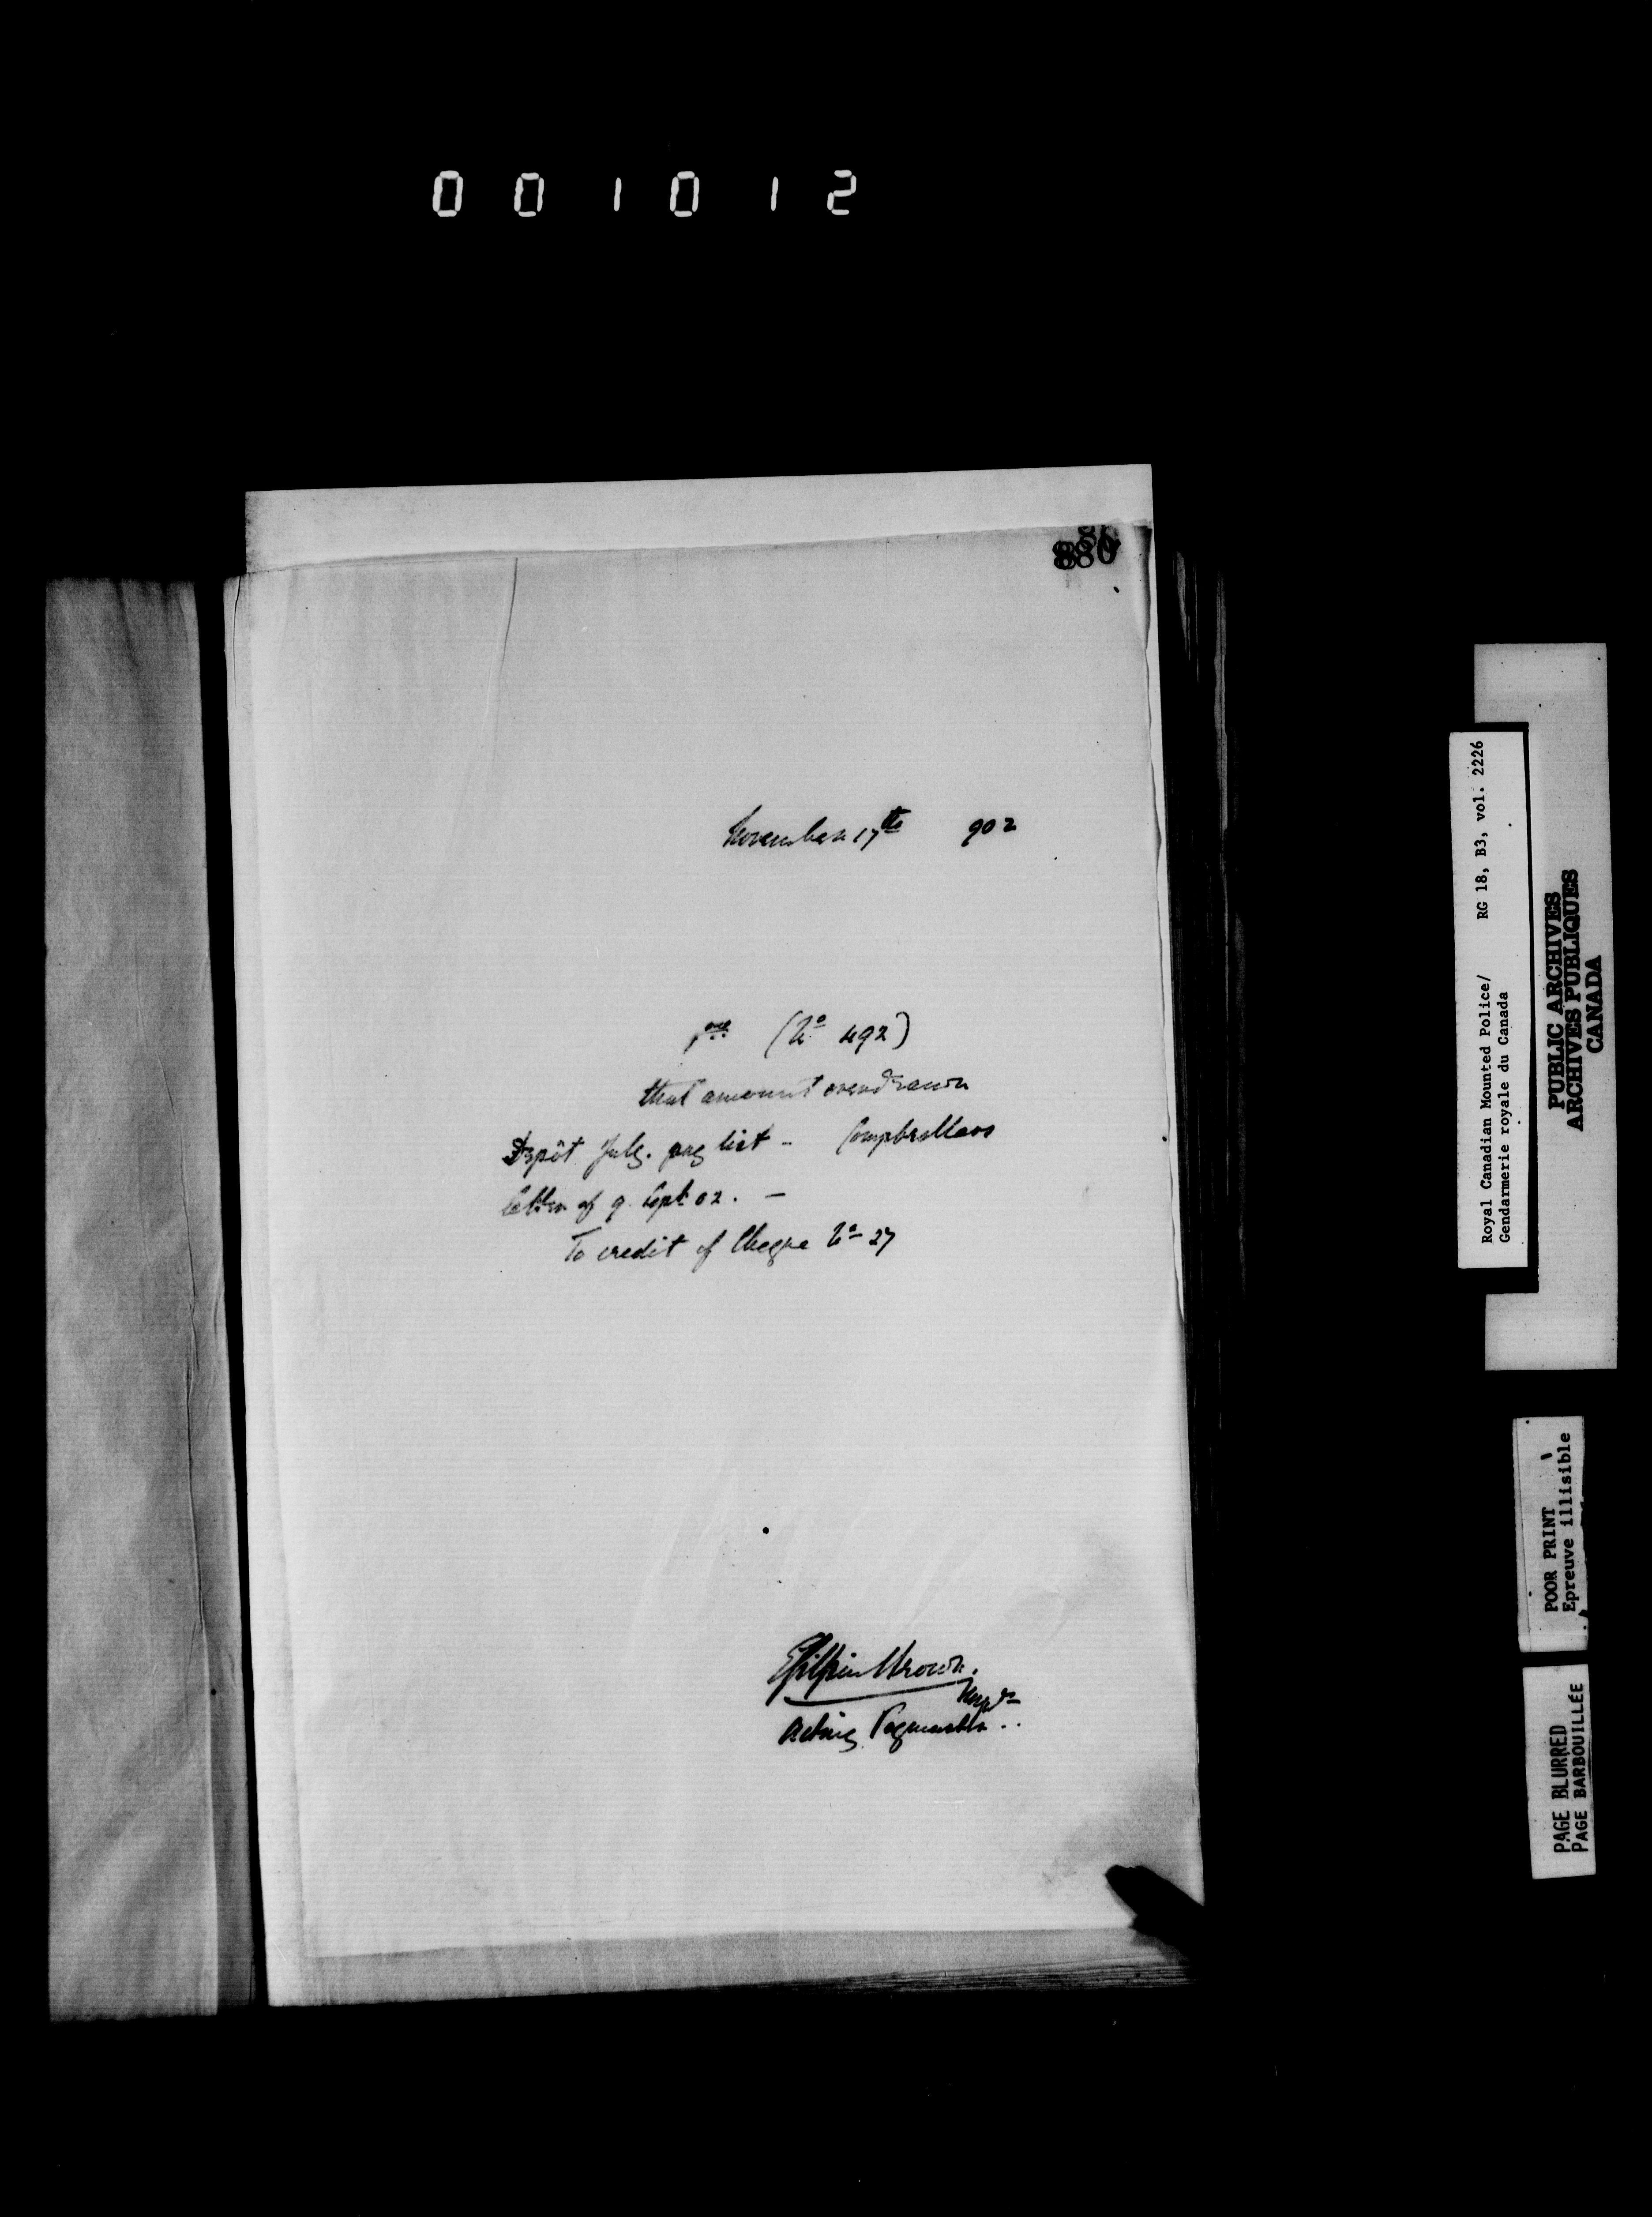 001012
880
November 17th 902
(No 492)
that amount overdrawn
Depôt July. pay list - Comptrollers
letter of 9. Sept 02. -
To credit of Cheque No 27
Gilpin Brown.
Acting Paymaster..
Royal Canadian Mounted Police/ RG 18, B3, vol. 2226
Gendarmerie royale du Canada
PUBLIC ARCHIVES
ARCHIVES PUBLIQUES
CANADA
POOR PRINT
Epreuve illisible
PAGE BLURRED
PAGE BARBOUILLÉE